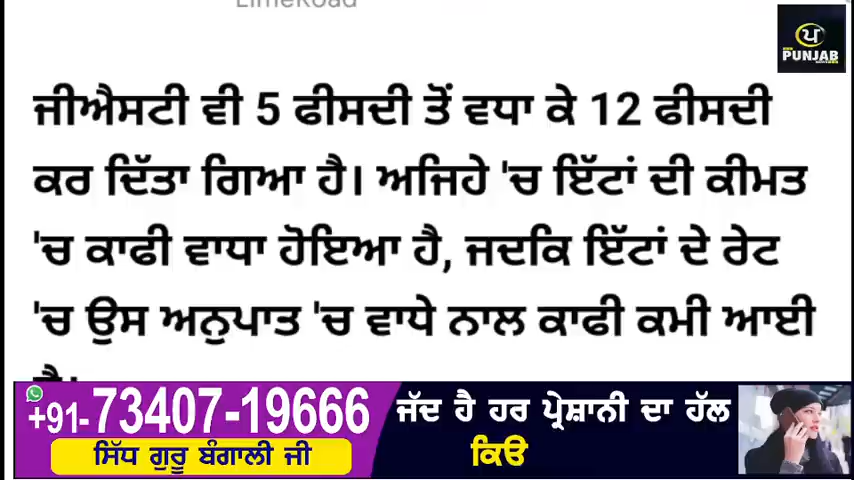 LimeRoad
ਪ
PUNJAB
ਜੀਐਸਟੀ ਵੀ 5 ਫੀਸਦੀ ਤੋਂ ਵਧਾ ਕੇ 12 ਫੀਸਦੀ
ਕਰ ਦਿੱਤਾ ਗਿਆ ਹੈ। ਅਜਿਹੇ 'ਚ ਇੱਟਾਂ ਦੀ ਕੀਮਤ
'ਚ ਕਾਫੀ ਵਾਧਾ ਹੋਇਆ ਹੈ, ਜਦਕਿ ਇੱਟਾਂ ਦੇ ਰੇਟ
'ਚ ਉਸ ਅਨੁਪਾਤ 'ਚ ਵਾਧੇ ਨਾਲ ਕਾਫੀ ਕਮੀ ਆਈ
ਹੈ।
+91-73407-19666
ਸਿੱਧ ਗੁਰੂ ਬੰਗਾਲੀ ਜੀ
ਜੱਦ ਹੈ ਹਰ ਪ੍ਰੇਸ਼ਾਨੀ ਦਾ ਹੱਲ
ਕਿਓ